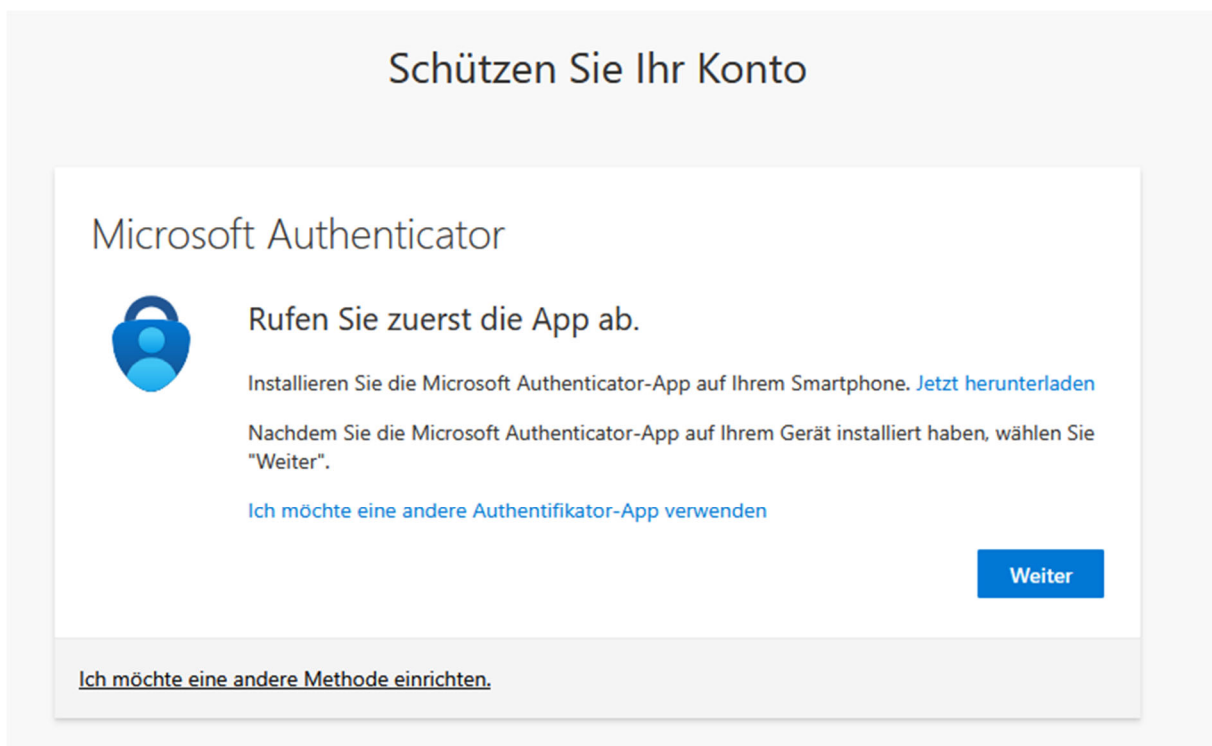 Schützen Sie Ihr Konto
Microsoft Authenticator
Rufen Sie zuerst die App ab.
Installieren Sie die Microsoft Authenticator-App auf Ihrem Smartphone. Jetzt herunterladen
Nachdem Sie die Microsoft Authenticator-App auf Ihrem Gerät installiert haben, wählen Sie
"Weiter".
Ich möchte eine andere Authentifikator-App verwenden
Weiter
Ich möchte eine andere Methode einrichten.